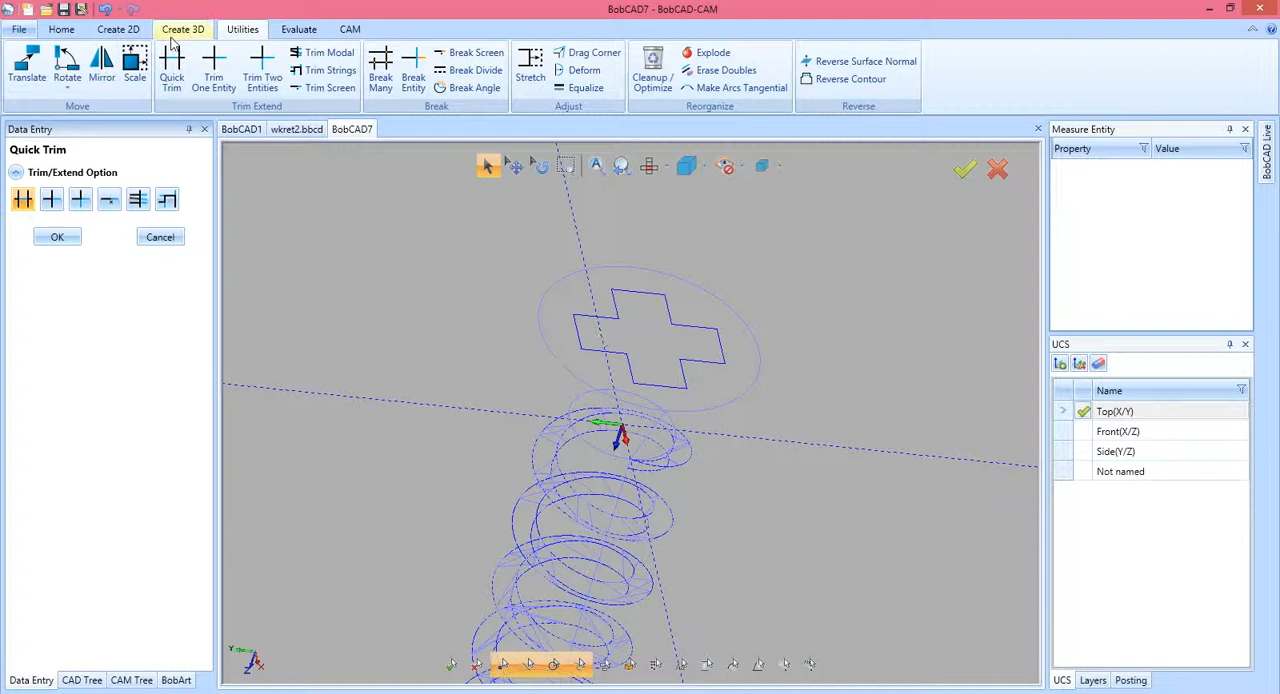 BobCAD7 - BobCAD-CAM
File Home Create 2D Create 3D Utilities Evaluate CAM
Translate Rotate Mirror Scale
Move
Quick Trim Trim One Entity Trim Two Entities
Trim Modal
Trim Strings
Trim Screen
Trim Extend
Break Many Break Entity
Break Screen
Break Divide
Break Angle
Break
Stretch
Drag Corner
Deform
Equalize
Adjust
Cleanup / Optimize
Explode
Erase Doubles
Make Arcs Tangential
Reorganize
Reverse Surface Normal
Reverse Contour
Reverse
Data Entry
Quick Trim
Trim/Extend Option
OK Cancel
BobCAD1 wkret2.bbcd BobCAD7
Y
X
Z
Measure Entity
Property Value
UCS
Name
Top(X/Y)
Front(X/Z)
Side(Y/Z)
Not named
BobCAD Live
Data Entry CAD Tree CAM Tree BobArt
UCS Layers Posting